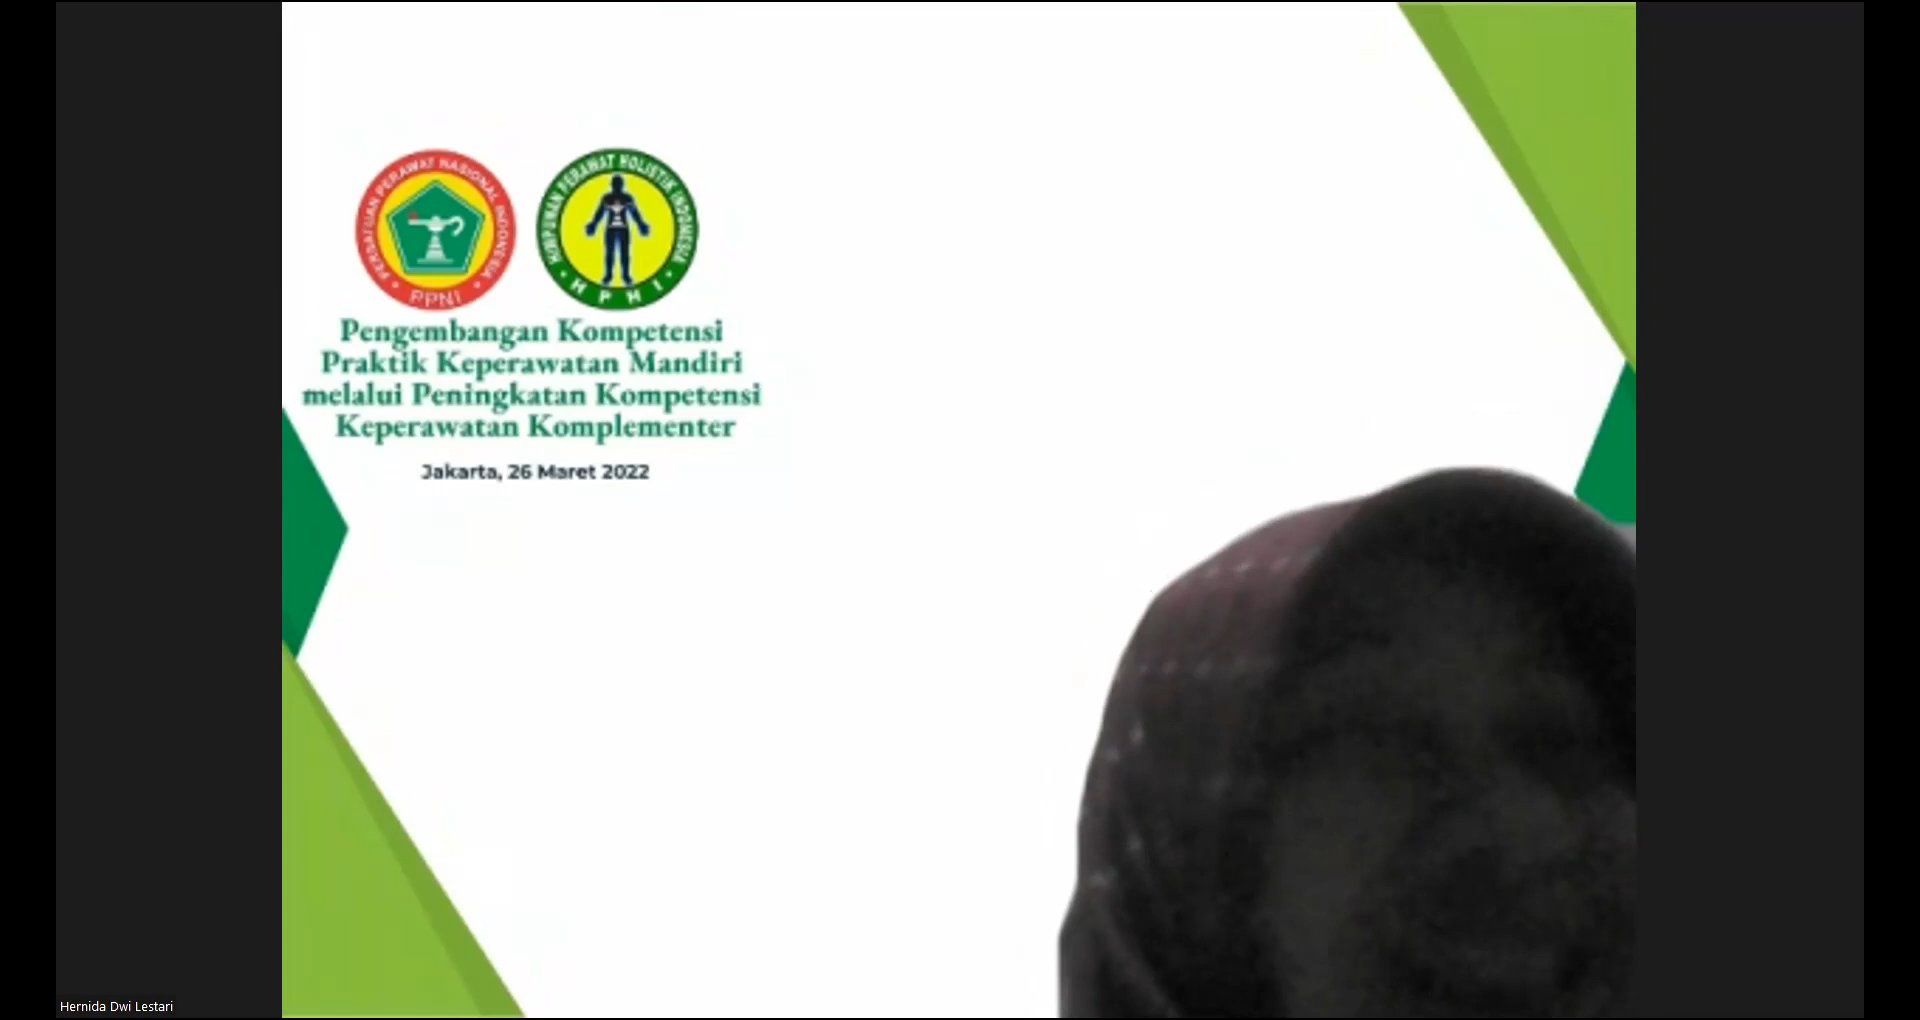 PERSATUAN PERAWAT NASIONAL INDONESIA
PPNI
HIMPUNAN PERAWAT HOLISTIK INDONESIA
H P H I
Pengembangan Kompetensi
Praktik Keperawatan Mandiri
melalui Peningkatan Kompetensi
Keperawatan Komplementer
Jakarta, 26 Maret 2022
Hernida Dwi Lestari